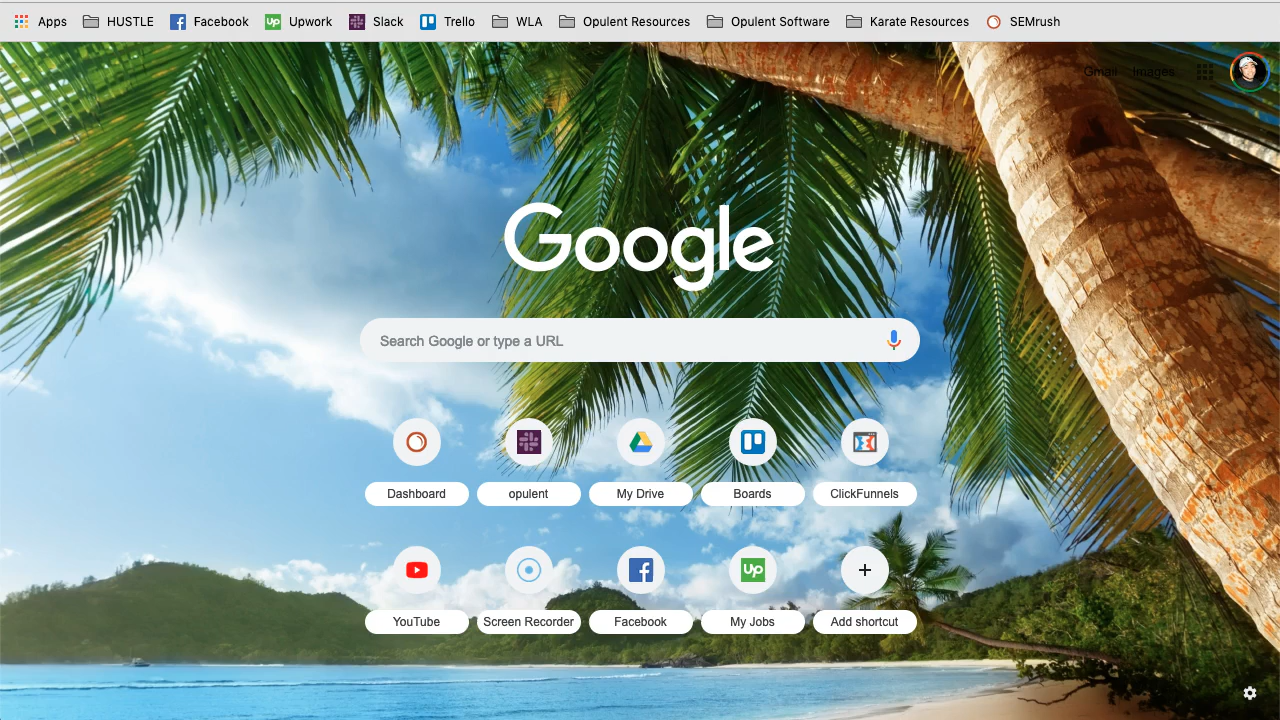 Apps HUSTLE Facebook Upwork Slack Trello WLA Opulent Resources Opulent Software Karate Resources SEMrush
Gmail Images
Google
Search Google or type a URL
Dashboard opulent My Drive Boards ClickFunnels
YouTube Screen Recorder Facebook My Jobs Add shortcut